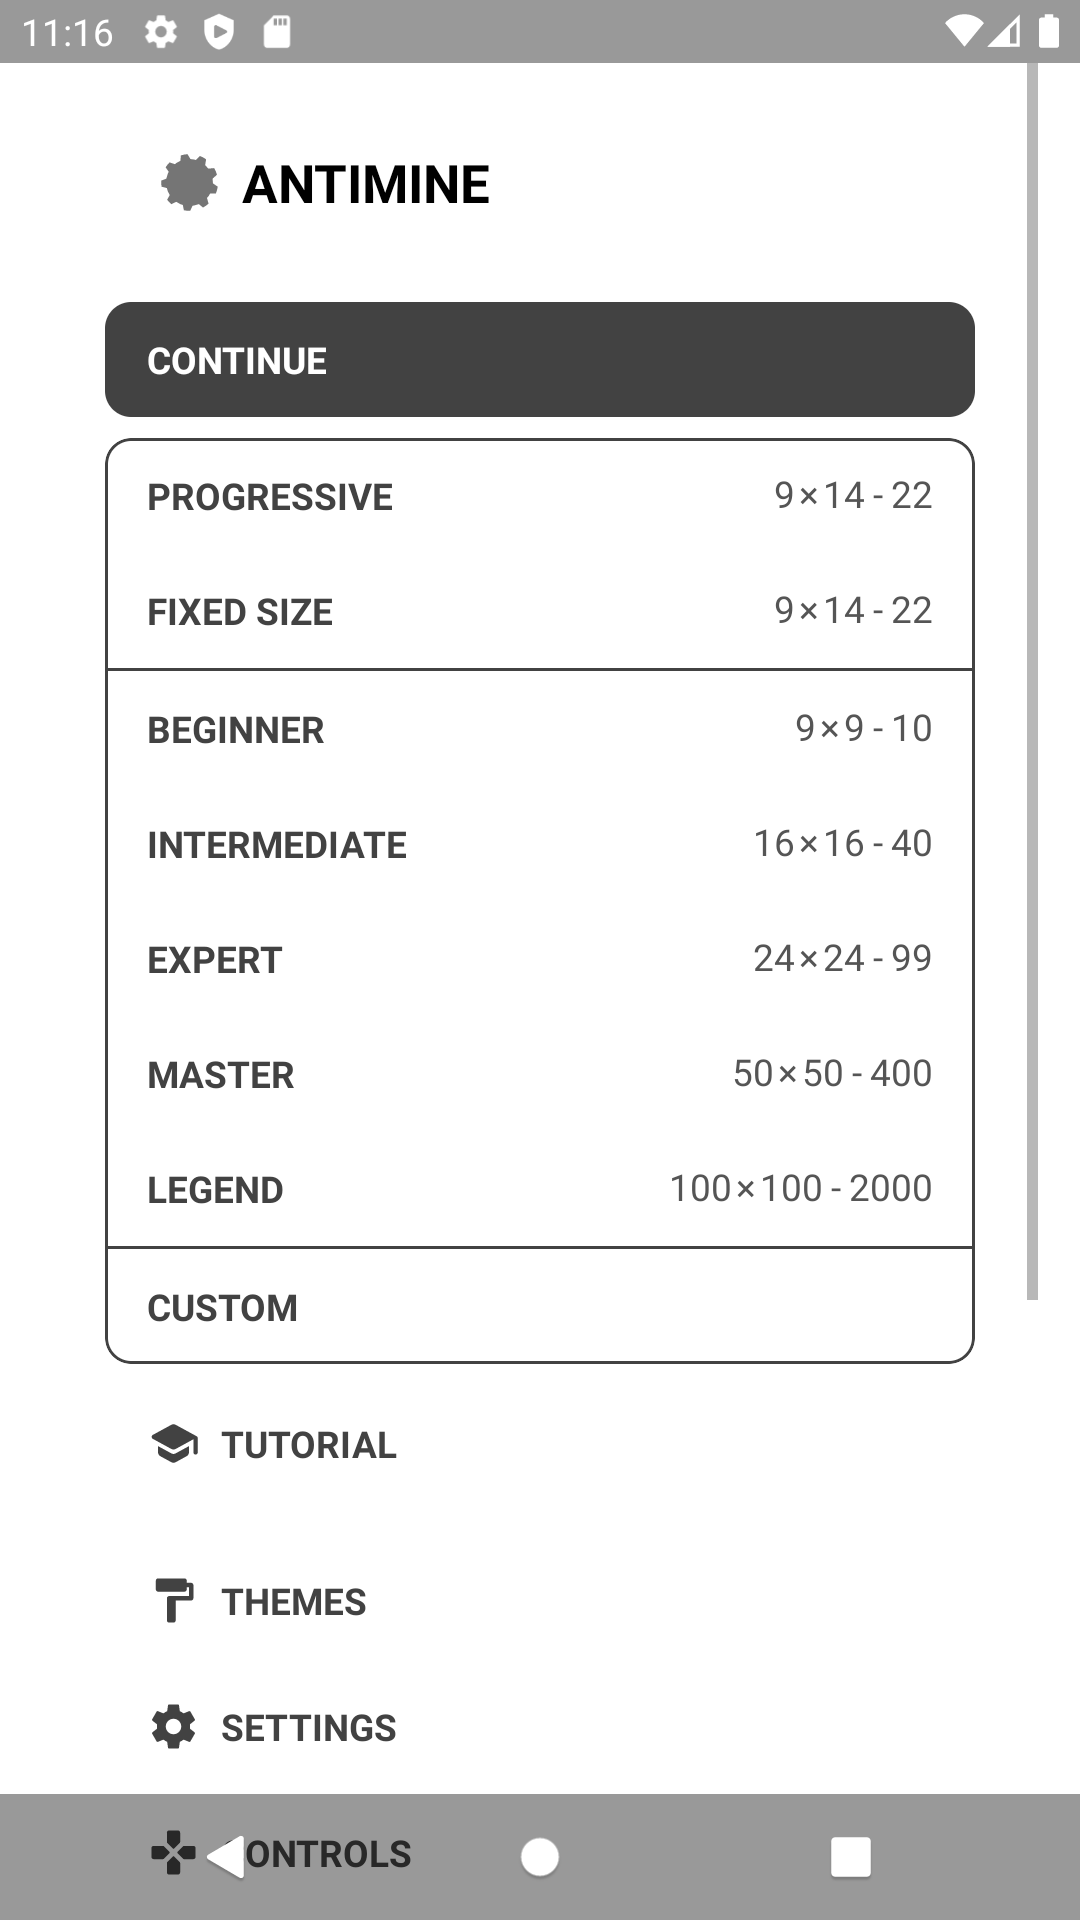 11:16
ANTIMINE
CONTINUE
PROGRESSIVE 9×14 - 22
FIXED SIZE 9×14 - 22
BEGINNER 9×9 - 10
INTERMEDIATE 16×16 - 40
EXPERT 24×24 - 99
MASTER 50×50 - 400
LEGEND 100×100 - 2000
CUSTOM
TUTORIAL
THEMES
SETTINGS
CONTROLS